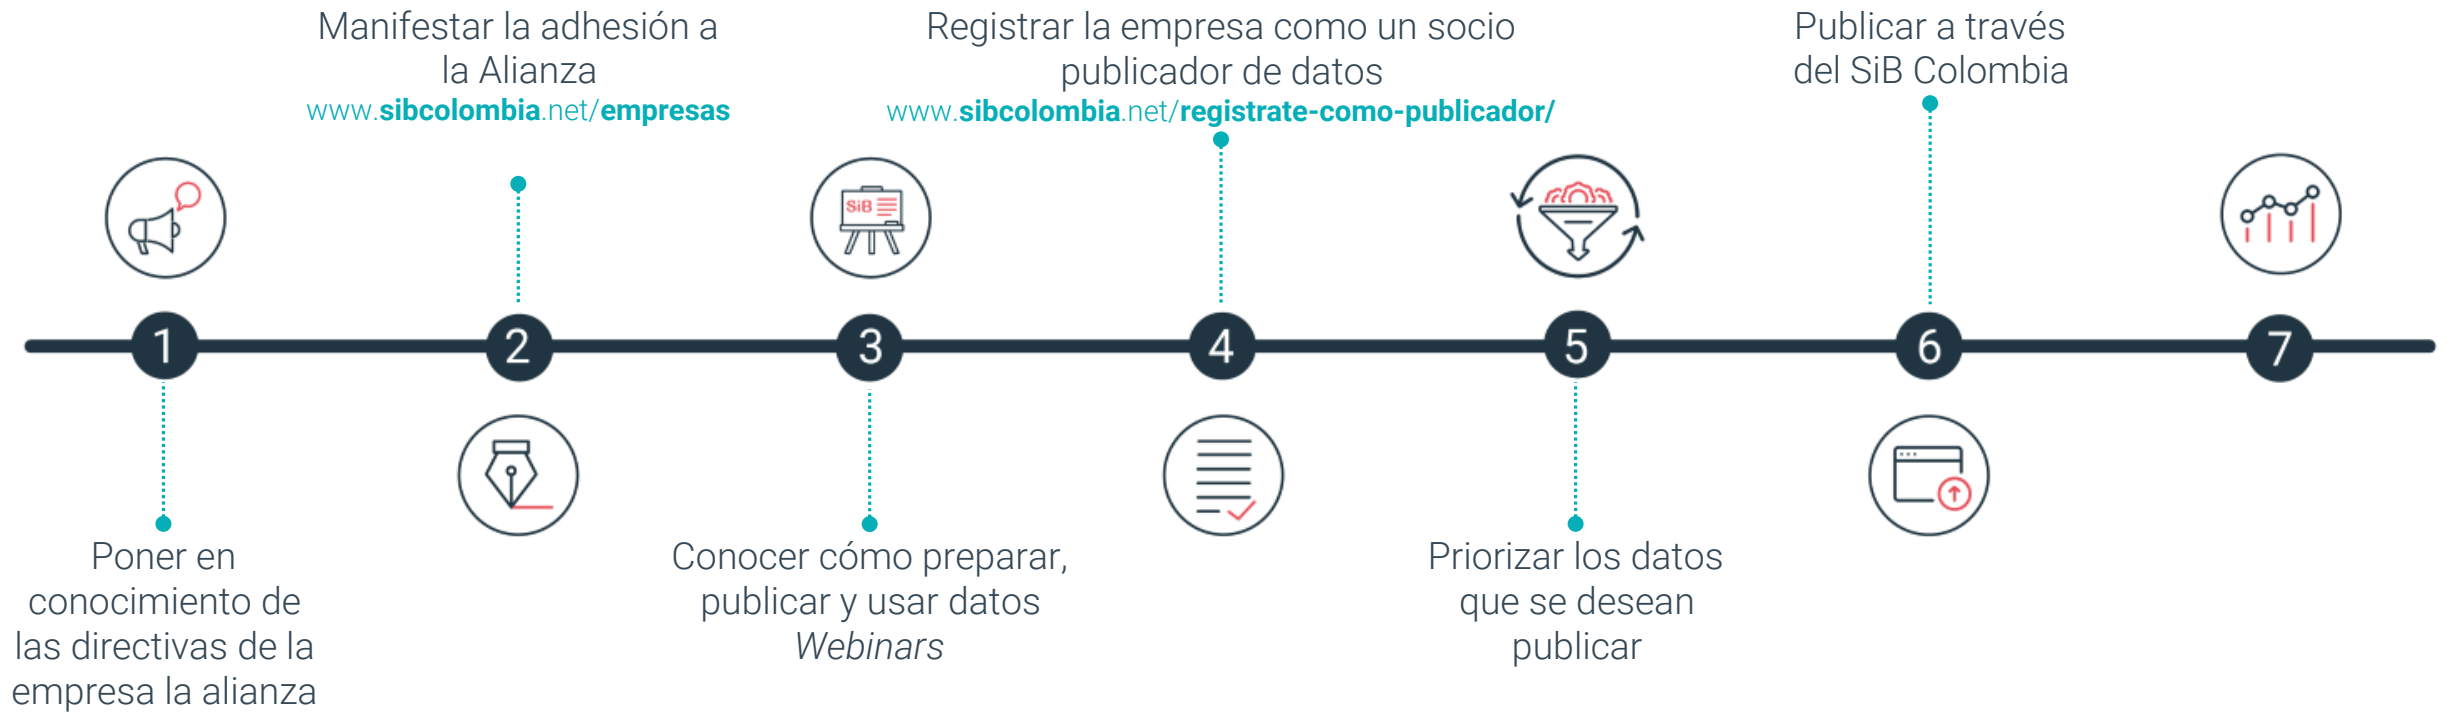 Manifestar la adhesión a
la Alianza
www.sibcolombia.net/empresas
Registrar la empresa como un socio
publicador de datos
www.sibcolombia.net/registrate-como-publicador/
Publicar a través
del SiB Colombia
SiB
1
2
3
4
5
6
7
Poner en
conocimiento de
las directivas de la
empresa la alianza
Conocer cómo preparar,
publicar y usar datos
Webinars
Priorizar los datos
que se desean
publicar